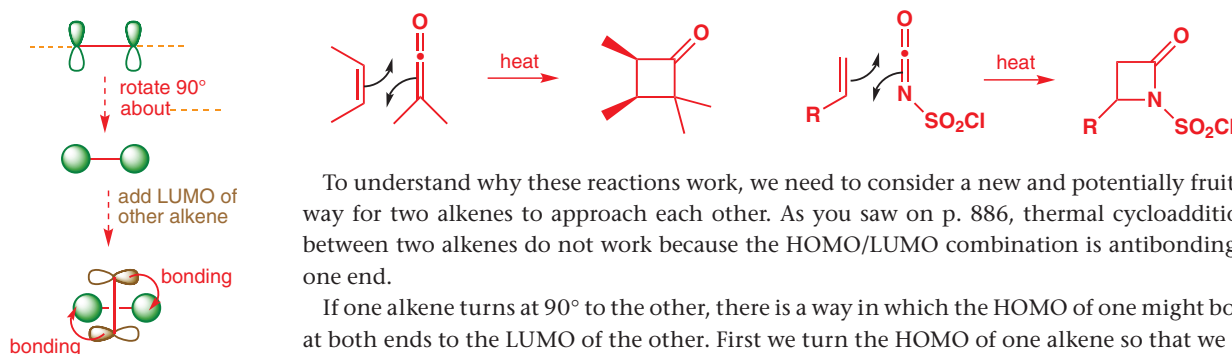 rotate 90°
about
add LUMO of
other alkene
bonding
bonding
O
heat
O
O
R
N
SO₂Cl
heat
O
R
N
SO₂Cl
To understand why these reactions work, we need to consider a new and potentially
way for two alkenes to approach each other. As you saw on p. 886, thermal
between two alkenes do not work because the HOMO/LUMO combination is antibonding
one end.
If one alkene turns at 90° to the other, there is a way in which the HOMO of one might
at both ends to the LUMO of the other. First we turn the HOMO of one alkene so that we